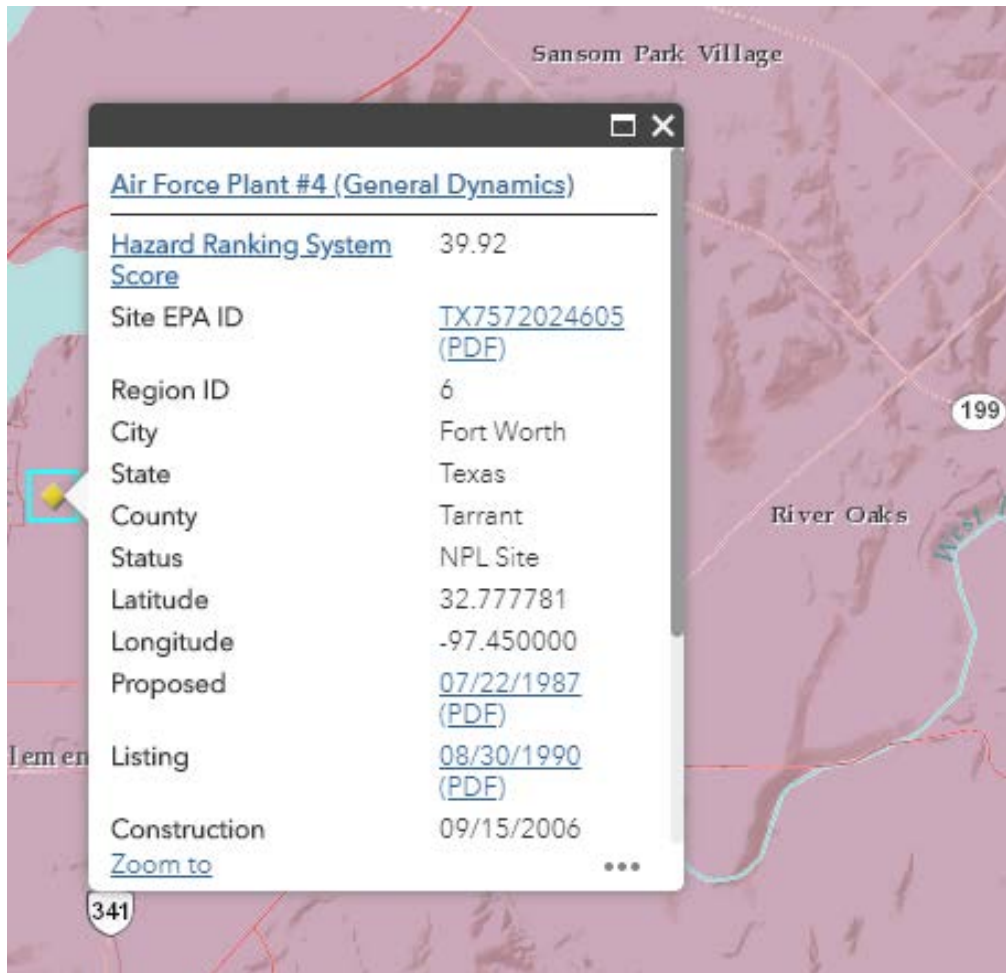 Sansom Park Village
Air Force Plant #4 (General Dynamics)
Hazard Ranking System 39.92
Score
Site EPA ID TX7572024605
(PDF)
Region ID 6
City Fort Worth
State Texas
County Tarrant
Status NPL Site
Latitude 32.777781
Longitude -97.450000
Proposed 07/22/1987
(PDF)
Listing 08/30/1990
(PDF)
Construction 09/15/2006
Zoom to
199
River Oaks
West
lemen
341